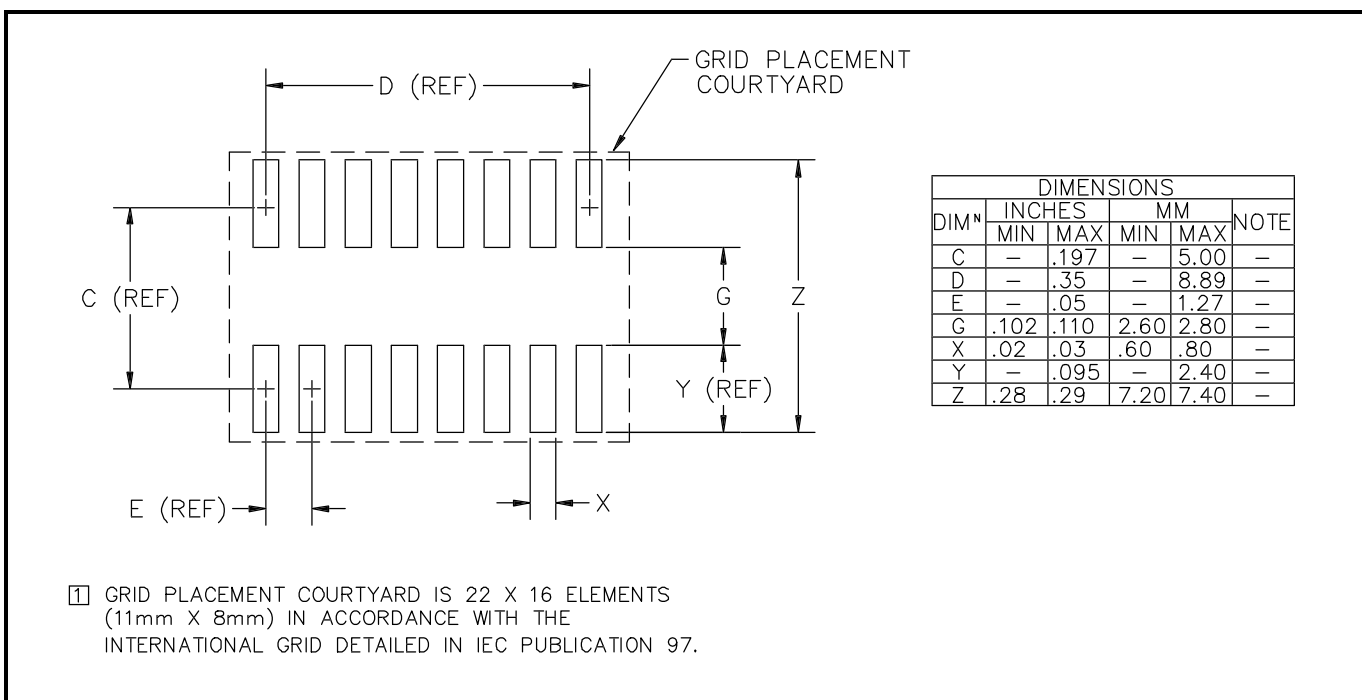 D (REF)
GRID PLACEMENT
COURTYARD
C (REF)
G
Z
Y (REF)
E (REF)
X
DIMENSIONS
DIMᴺ INCHES MM NOTE
MIN MAX MIN MAX
C – .197 – 5.00 –
D – .35 – 8.89 –
E – .05 – 1.27 –
G .102 .110 2.60 2.80 –
X .02 .03 .60 .80 –
Y – .095 – 2.40 –
Z .28 .29 7.20 7.40 –
1 GRID PLACEMENT COURTYARD IS 22 X 16 ELEMENTS
(11mm X 8mm) IN ACCORDANCE WITH THE
INTERNATIONAL GRID DETAILED IN IEC PUBLICATION 97.